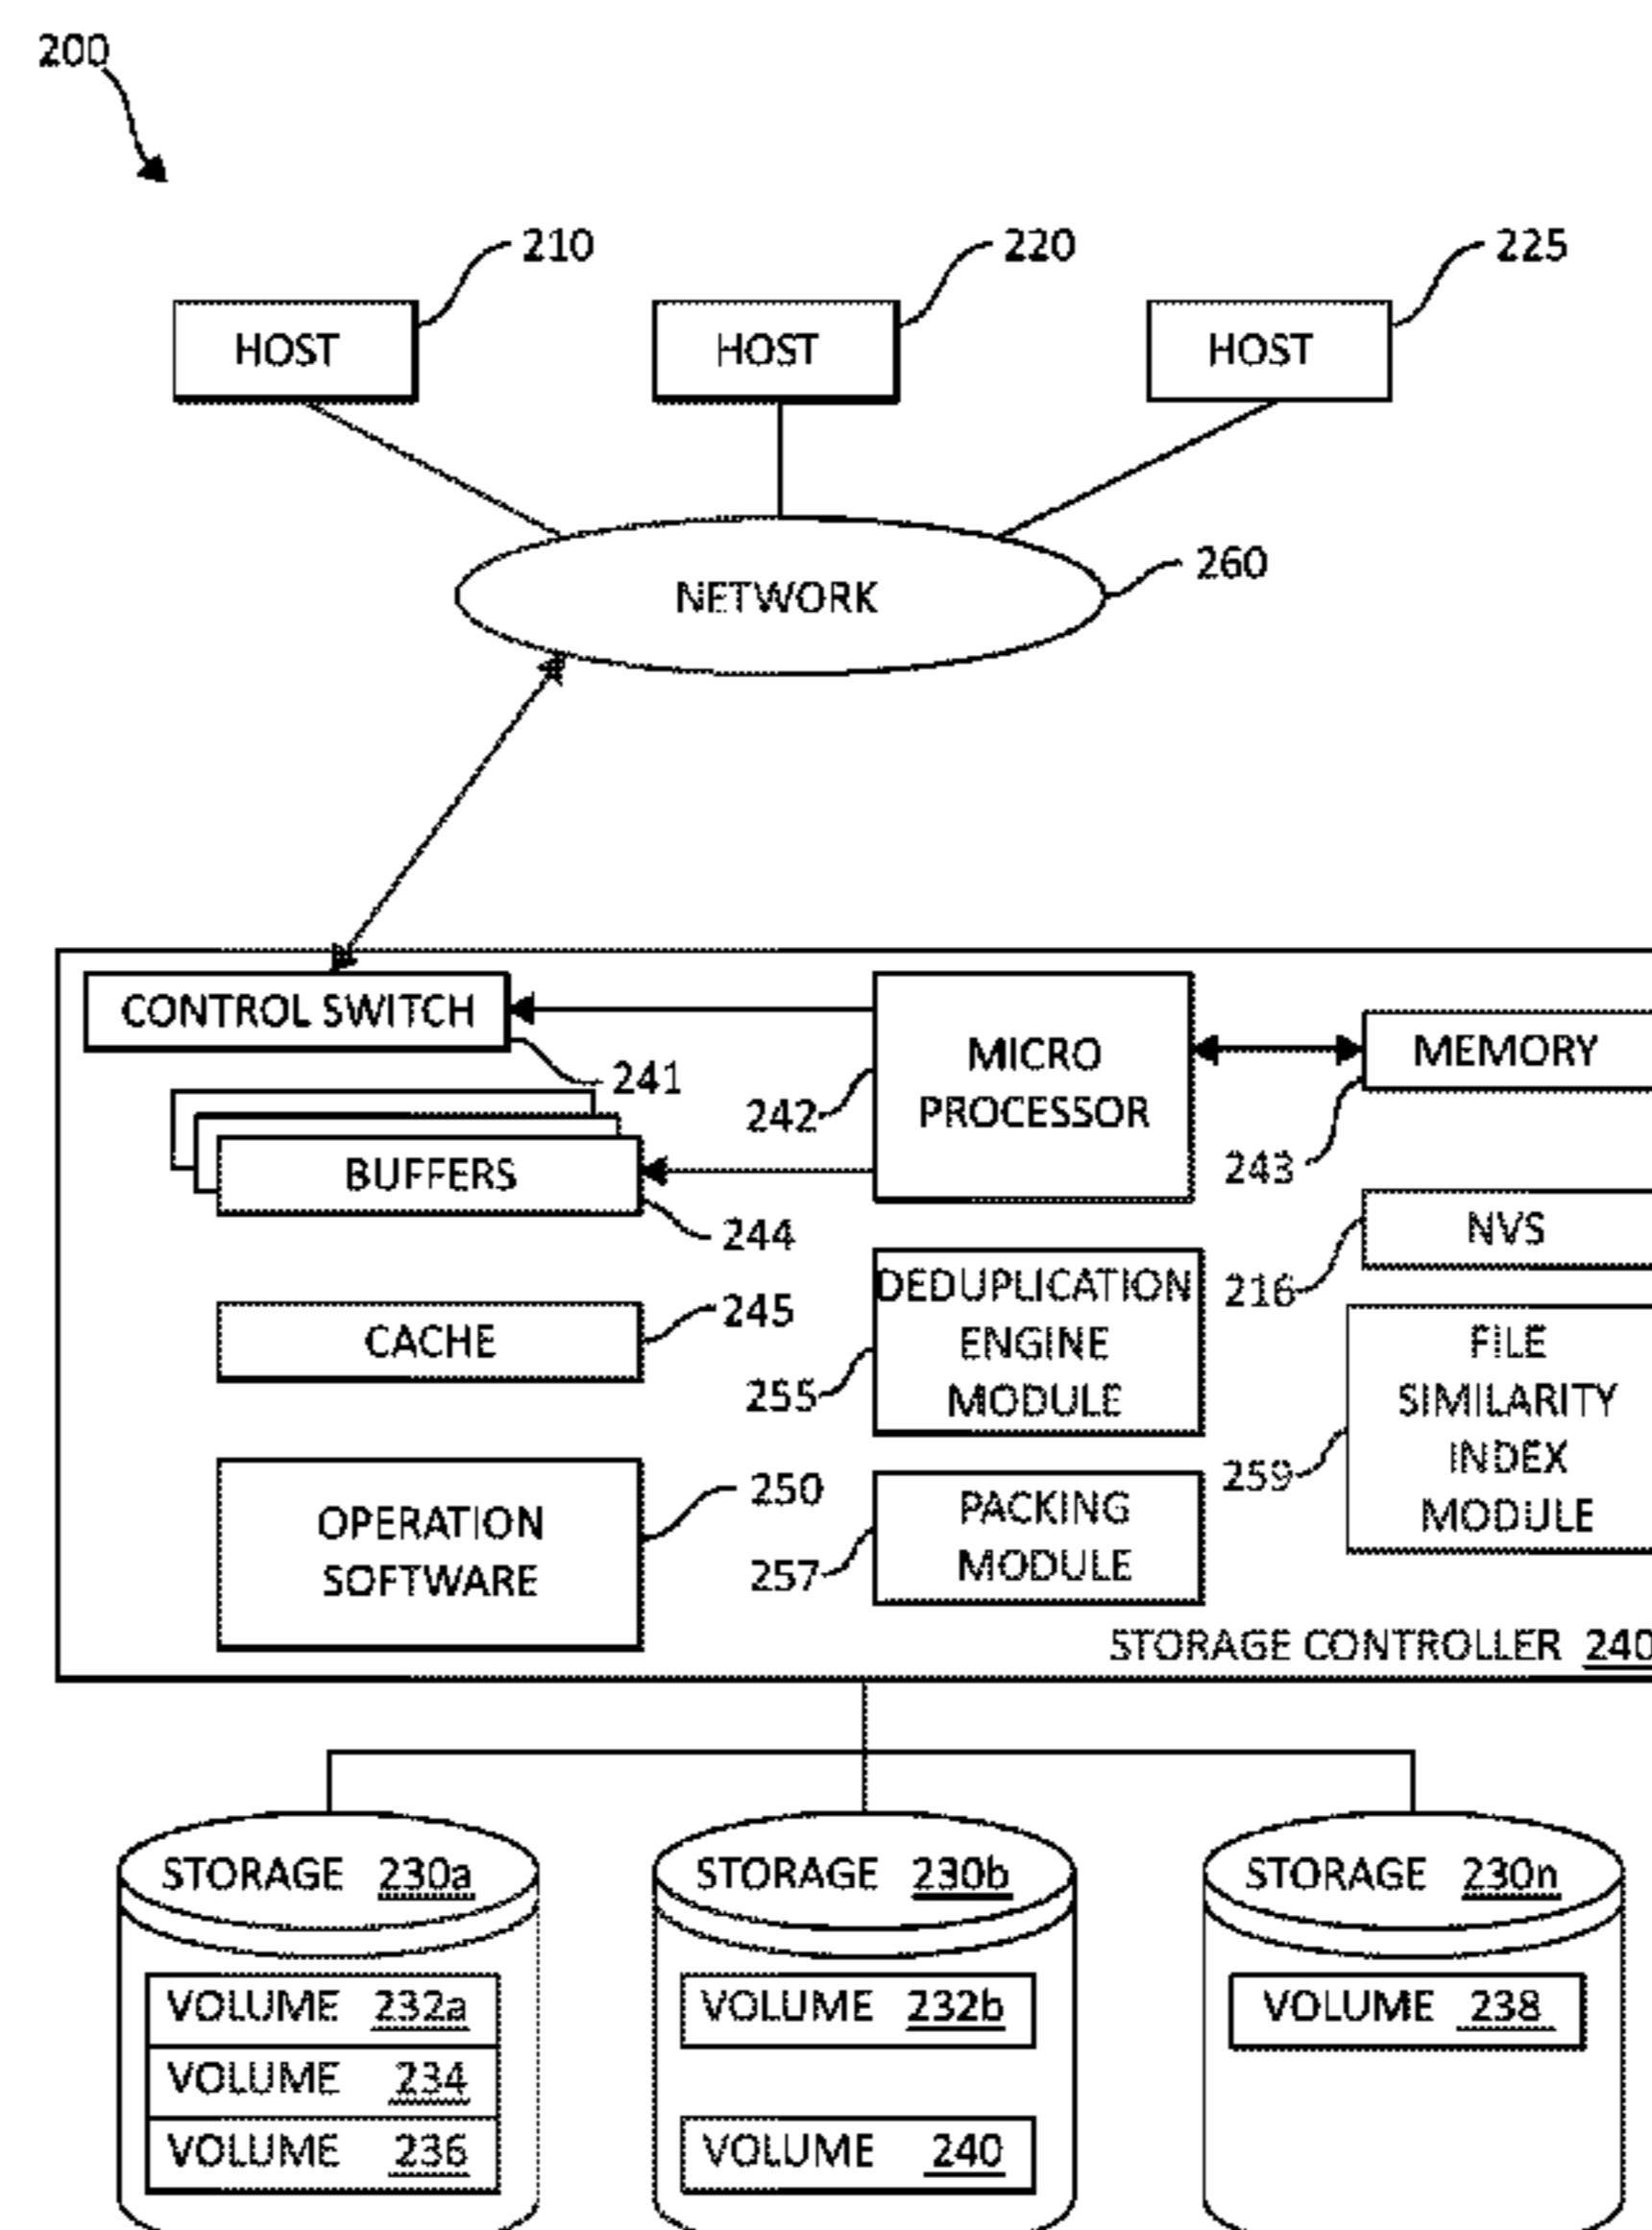 200
210
220
225
HOST
HOST
HOST
260
NETWORK
CONTROL SWITCH
241
MICRO
PROCESSOR
242
MEMORY
243
BUFFERS
244
NVS
216
CACHE
245
DEDUPLICATION
ENGINE
MODULE
255
FILE
SIMILARITY
INDEX
MODULE
259
OPERATION
SOFTWARE
250
PACKING
MODULE
257
STORAGE CONTROLLER 240
STORAGE 230a
VOLUME 232a
VOLUME 234
VOLUME 236
STORAGE 230b
VOLUME 232b
VOLUME 240
STORAGE 230n
VOLUME 238